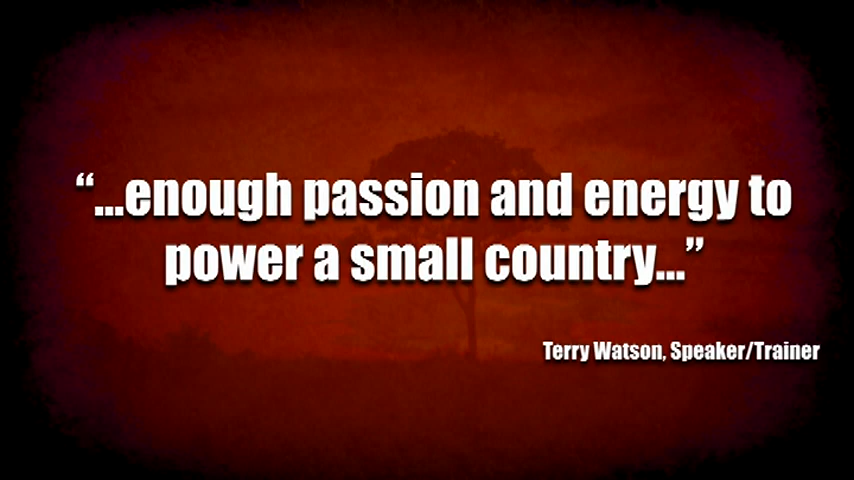 “...enough passion and energy to
power a small country...”
Terry Watson, Speaker/Trainer